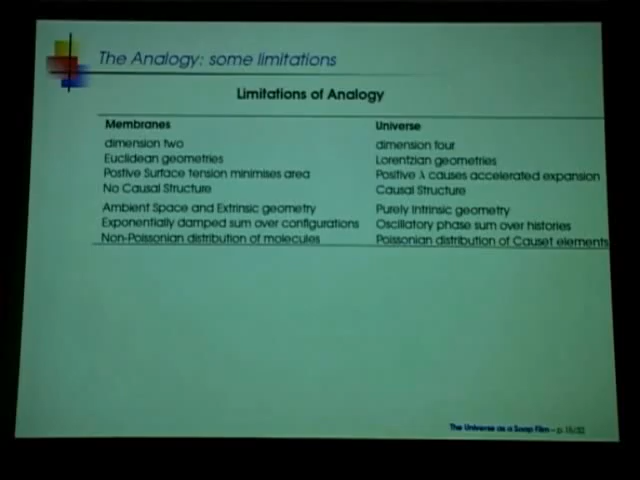 The Analogy: some limitations
Limitations of Analogy
Membranes Universe
dimension two dimension four
Euclidean geometries Lorentzian geometries
Postive Surface tension minimises area Positive λ causes accelerated expansion
No Causal Structure Causal Structure
Ambient Space and Extrinsic geometry Purely Intrinsic geometry
Exponentially damped sum over configurations Oscillatory phase sum over histories
Non-Poissonian distribution of molecules Poissonian distribution of Causet elements
The Universe as a Soap Film – p. 15/32